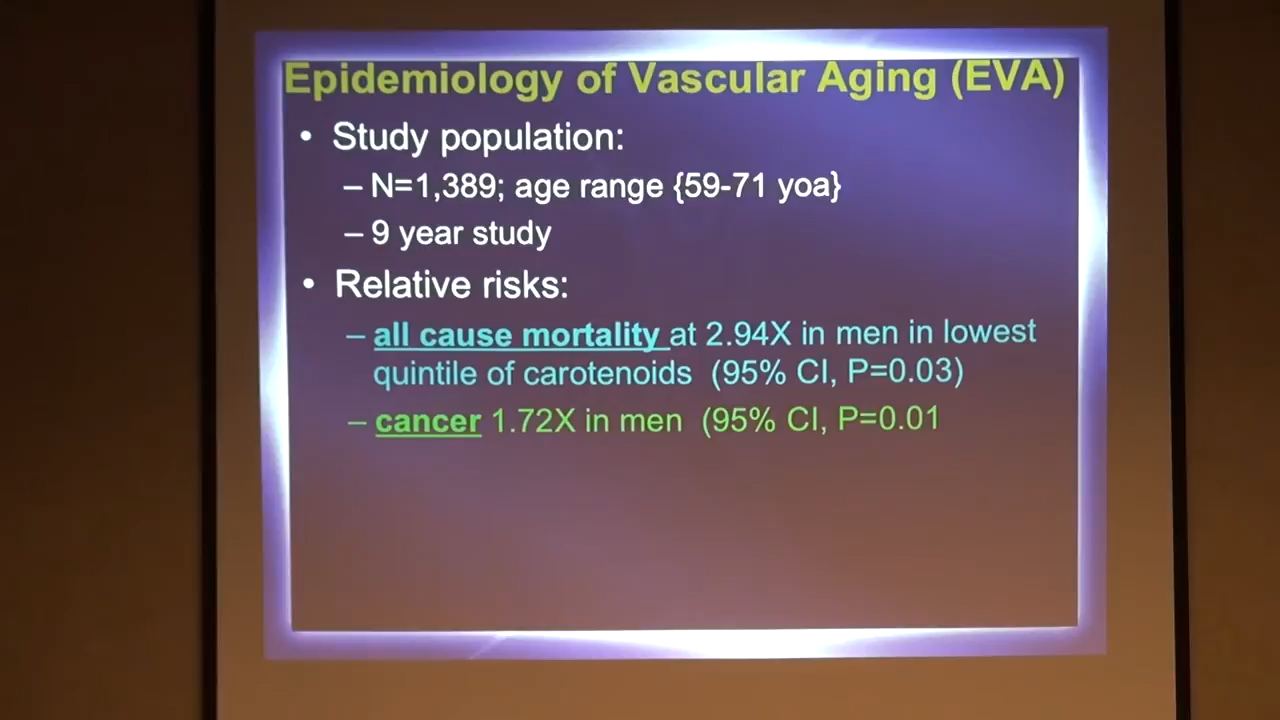 Epidemiology of Vascular Aging (EVA)
• Study population:
– N=1,389; age range {59-71 yoa}
– 9 year study
• Relative risks:
– all cause mortality at 2.94X in men in lowest
quintile of carotenoids (95% CI, P=0.03)
– cancer 1.72X in men (95% CI, P=0.01